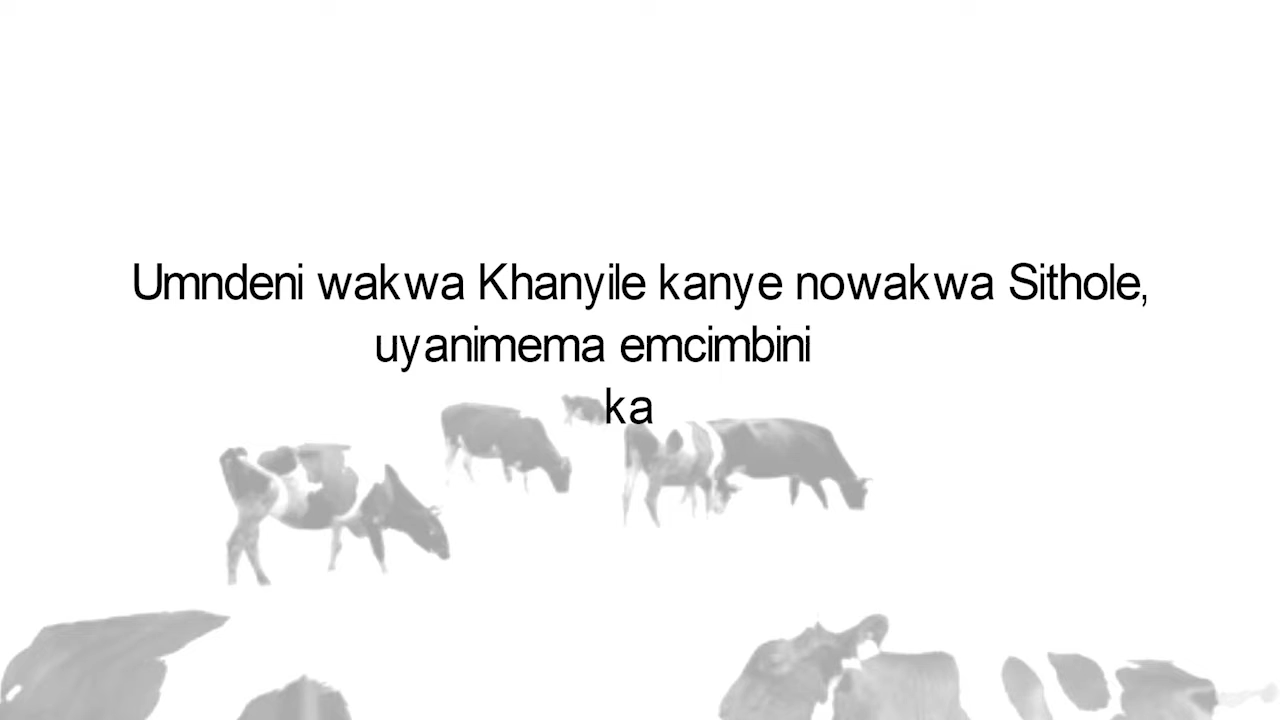 Umndeni wakwa Khanyile kanye nowakwa Sithole,
uyanimema emcimbini
ka